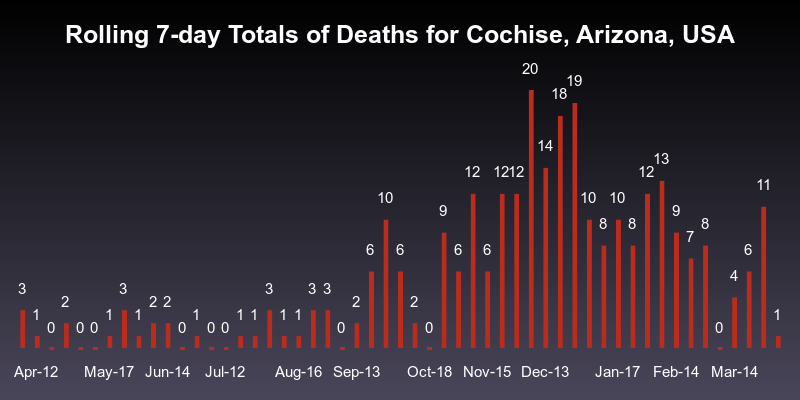 Rolling 7-day Totals of Deaths for Cochise, Arizona, USA
3 1 0 2 0 0 1 3 1 2 2 0 1 0 0 1 1 3 1 1 3 3 0 2 6 10 6 2 0 9 6 12 6 12 12 20 14 18 19 10 8 10 8 12 13 9 7 8 0 4 6 11 1
Apr-12 May-17 Jun-14 Jul-12 Aug-16 Sep-13 Oct-18 Nov-15 Dec-13 Jan-17 Feb-14 Mar-14